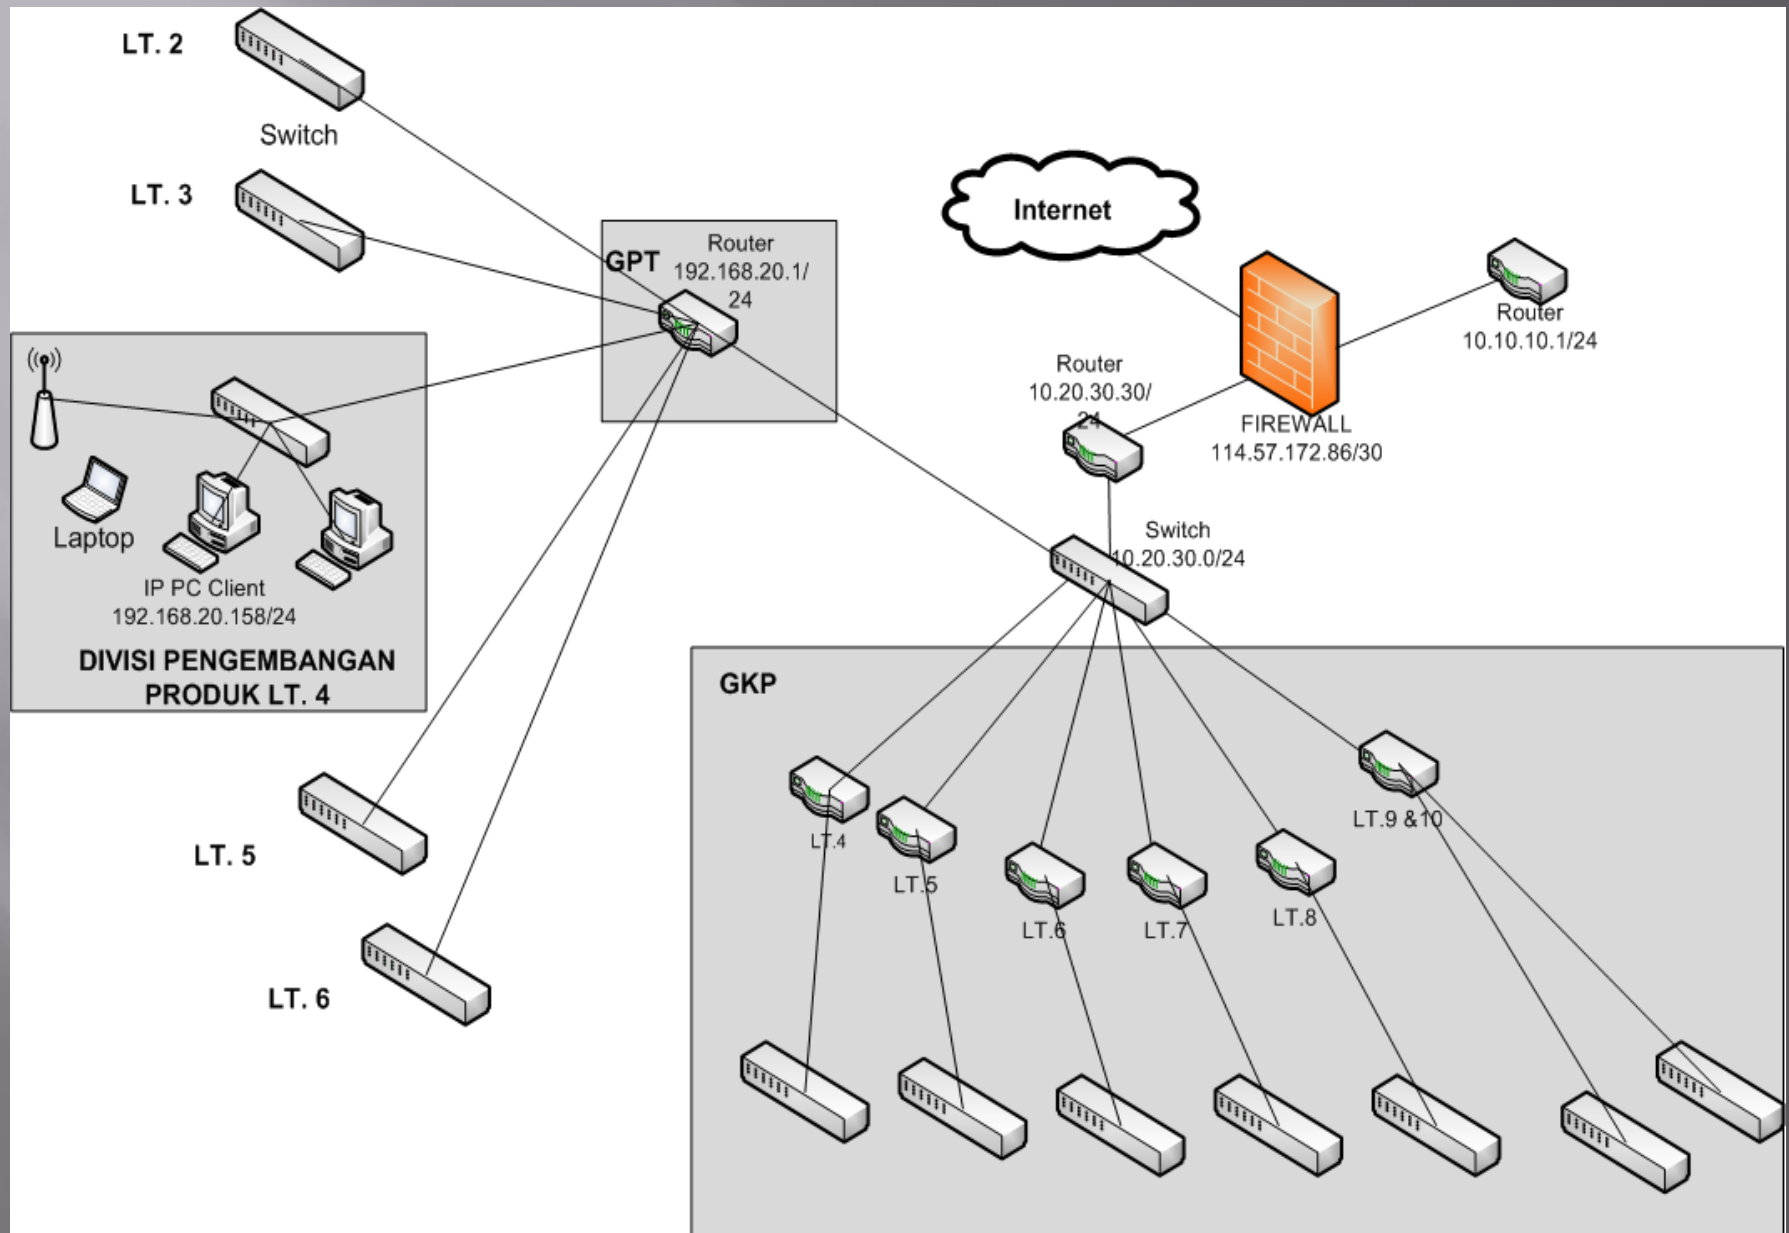 LT. 2
Switch
LT. 3
GPT
Router
192.168.20.1/
24
Internet
Router
10.10.10.1/24
Router
10.20.30.30/
24
FIREWALL
114.57.172.86/30
Laptop
IP PC Client
192.168.20.158/24
DIVISI PENGEMBANGAN
PRODUK LT. 4
Switch
10.20.30.0/24
GKP
LT. 5
LT. 6
LT.4
LT.5
LT.6
LT.7
LT.8
LT.9 &10